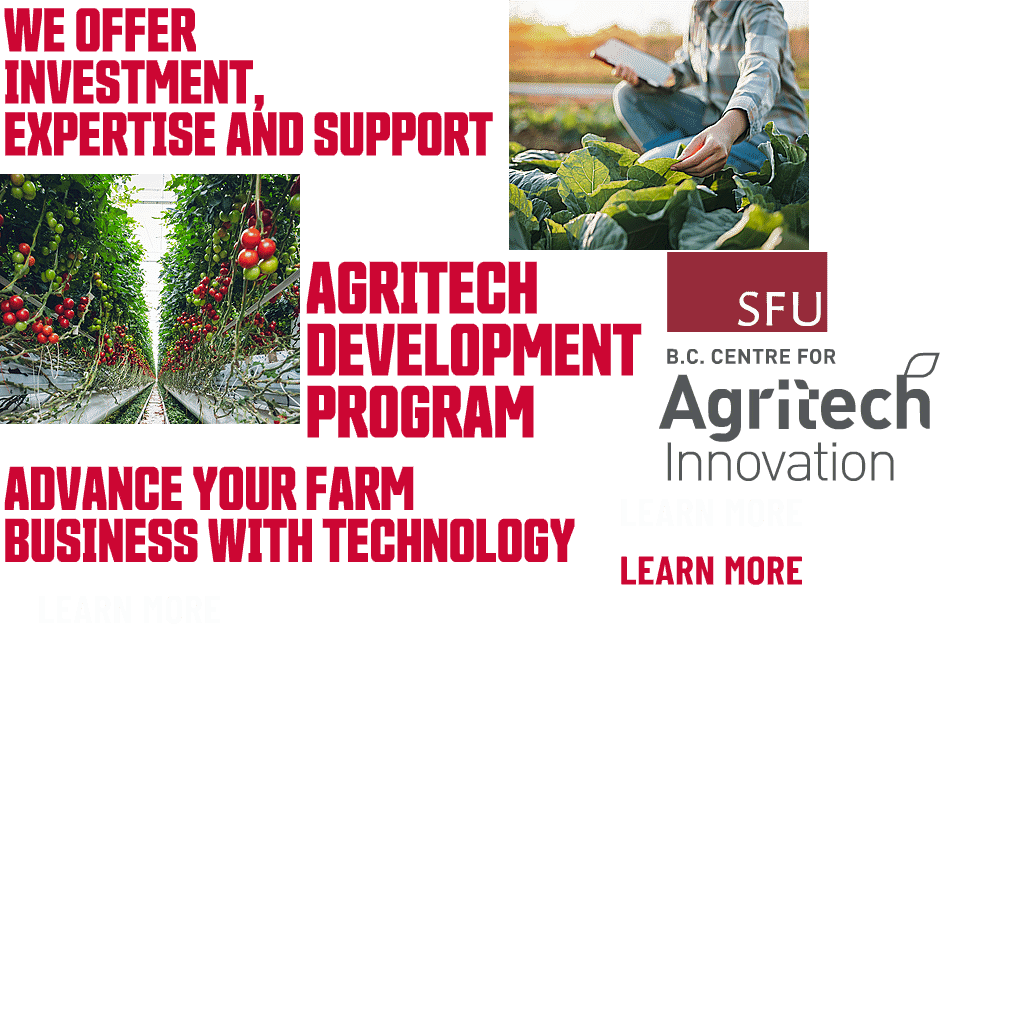 WE OFFER
INVESTMENT,
EXPERTISE AND SUPPORT
AGRITECH
DEVELOPMENT
PROGRAM
SFU
B.C. CENTRE FOR
Agritech
Innovation
ADVANCE YOUR FARM
BUSINESS WITH TECHNOLOGY
LEARN MORE
LEARN MORE
LEARN MORE